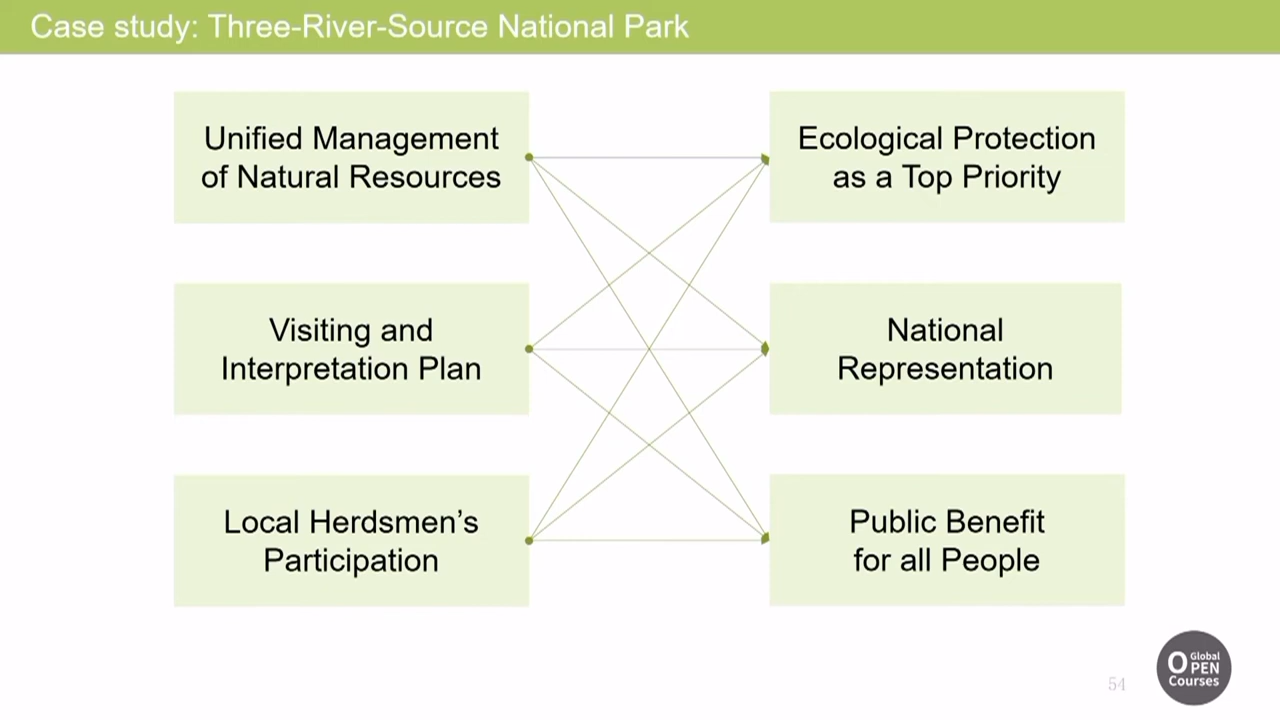 Case study: Three-River-Source National Park
Unified Management
of Natural Resources
Ecological Protection
as a Top Priority
Visiting and
Interpretation Plan
National
Representation
Local Herdsmen’s
Participation
Public Benefit
for all People
54
Global
OPEN
Courses